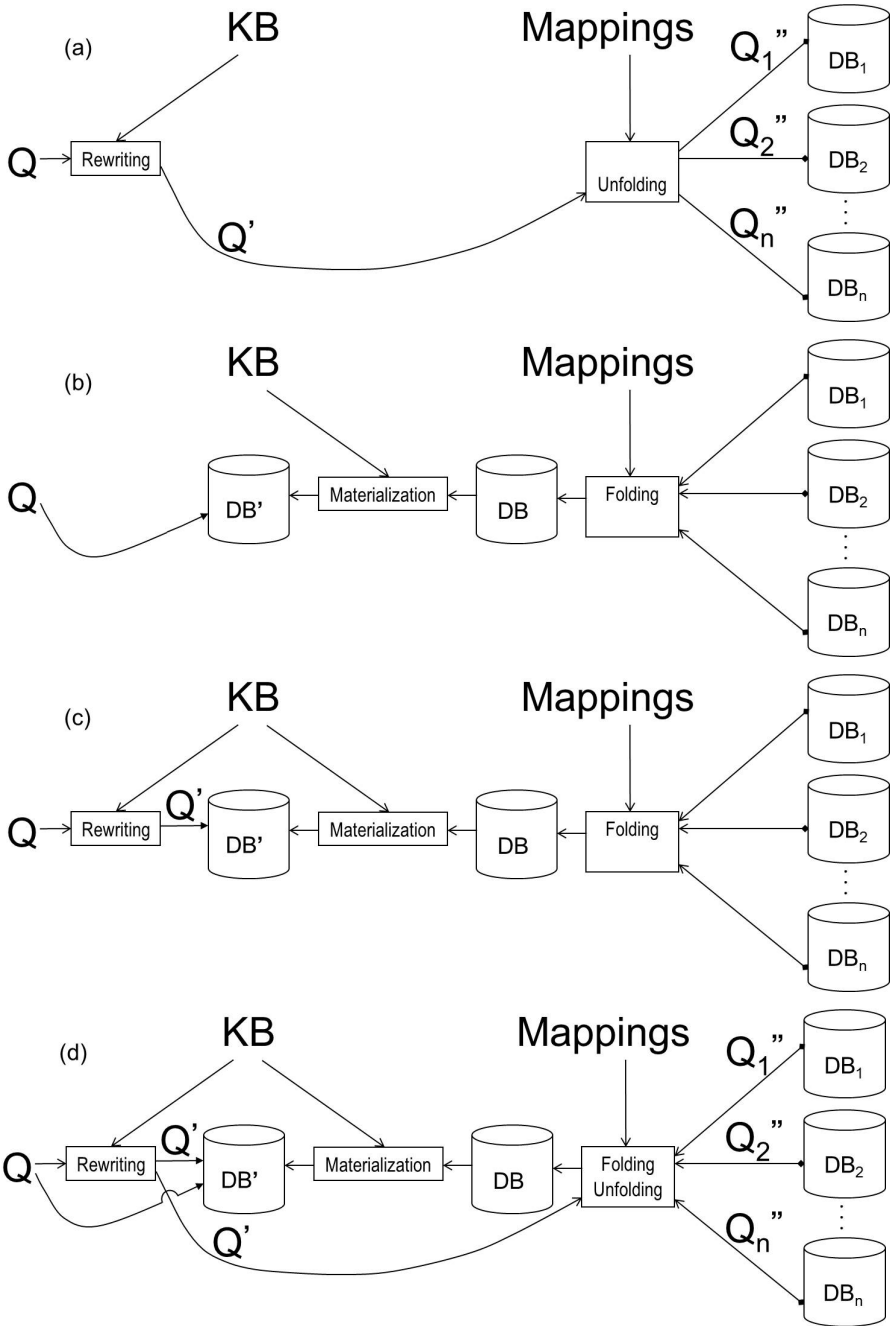 (a)
KB
Mappings
Q
Rewriting
Q’
Unfolding
Q₁”
Q₂”
Qₙ”
DB₁
DB₂
DBₙ
(b)
KB
Mappings
Q
DB’
Materialization
DB
Folding
DB₁
DB₂
DBₙ
(c)
KB
Mappings
Q
Rewriting
Q’
DB’
Materialization
DB
Folding
DB₁
DB₂
DBₙ
(d)
KB
Mappings
Q
Rewriting
Q’
DB’
Materialization
DB
Folding
Unfolding
Q’
Q₁”
Q₂”
Qₙ”
DB₁
DB₂
DBₙ